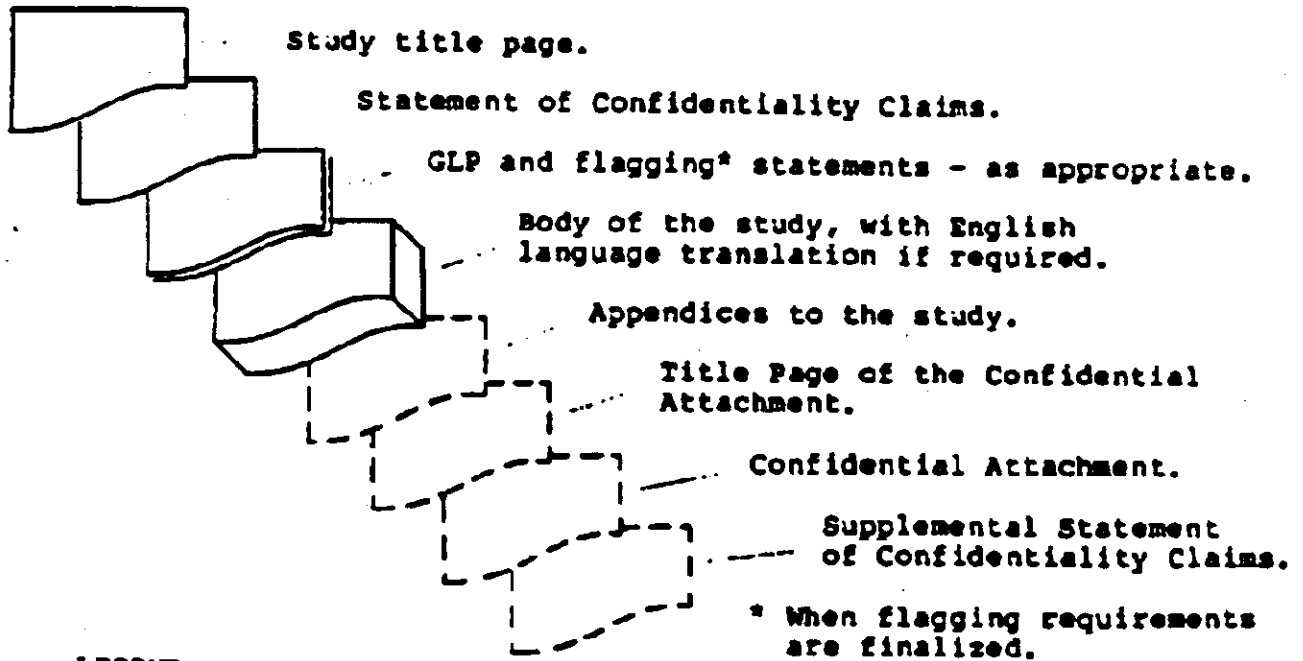 Study title page.
Statement of Confidentiality Claims.
GLP and flagging* statements - as appropriate.
Body of the study, with English
language translation if required.
Appendices to the study.
Title Page of the Confidential
Attachment.
Confidential Attachment.
Supplemental Statement
of Confidentiality Claims.
* When flagging requirements
are finalized.